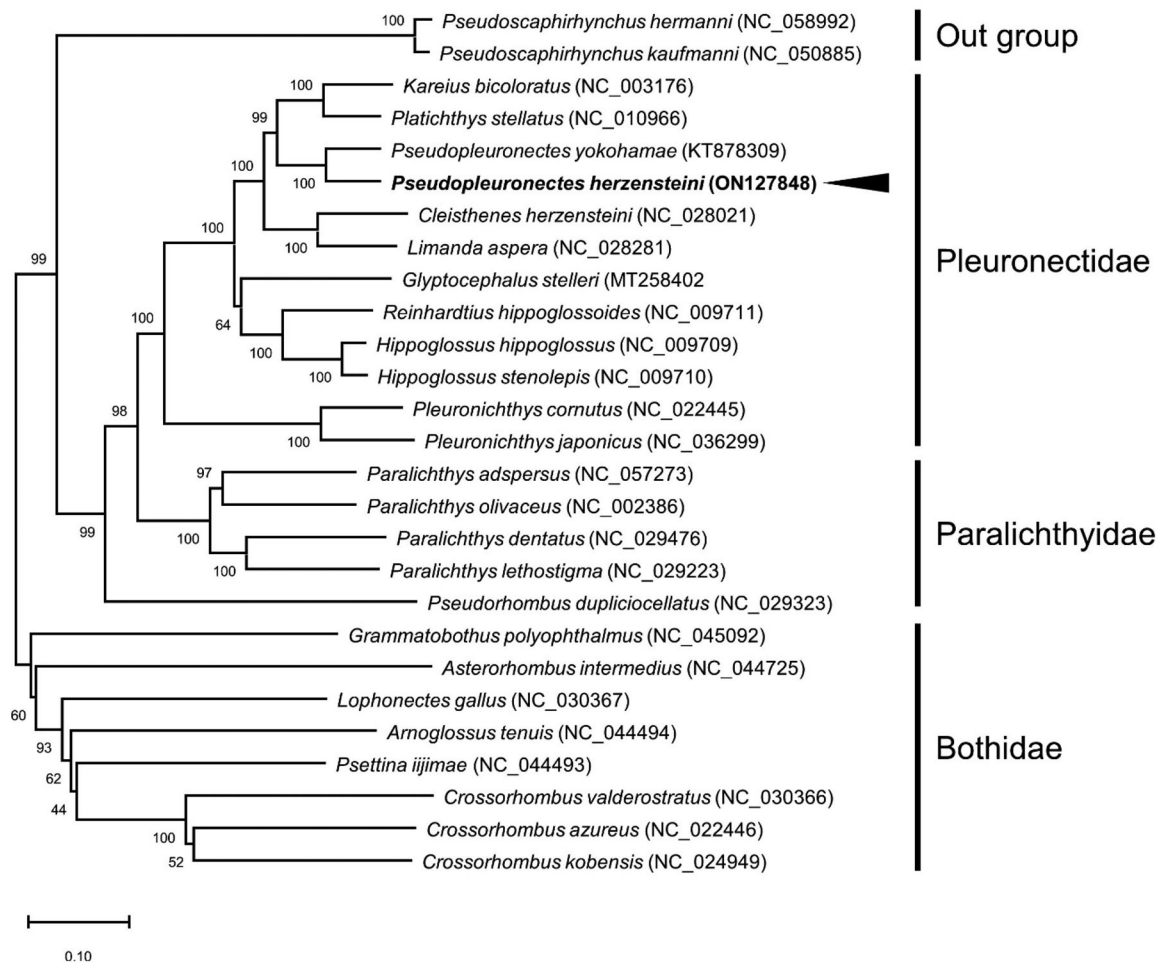 100
Pseudoscaphirhynchus hermanni (NC_058992)
Pseudoscaphirhynchus kaufmanni (NC_050885)
Out group
100
Kareius bicoloratus (NC_003176)
99
Platichthys stellatus (NC_010966)
Pseudopleuronectes yokohamae (KT878309)
100
100
Pseudopleuronectes herzensteini (ON127848)
Cleisthenes herzensteini (NC_028021)
100
100
Limanda aspera (NC_028281)
99
Pleuronectidae
Glyptocephalus stelleri (MT258402
Reinhardtius hippoglossoides (NC_009711)
100
64
Hippoglossus hippoglossus (NC_009709)
100
100
Hippoglossus stenolepis (NC_009710)
98
Pleuronichthys cornutus (NC_022445)
100
Pleuronichthys japonicus (NC_036299)
97
Paralichthys adspersus (NC_057273)
Paralichthys olivaceus (NC_002386)
99
100
Paralichthys dentatus (NC_029476)
Paralichthyidae
100
Paralichthys lethostigma (NC_029223)
Pseudorhombus dupliciocellatus (NC_029323)
Grammatobothus polyophthalmus (NC_045092)
Asterorhombus intermedius (NC_044725)
Lophonectes gallus (NC_030367)
60
Arnoglossus tenuis (NC_044494)
93
Bothidae
Psettina iijimae (NC_044493)
62
Crossorhombus valderostratus (NC_030366)
44
Crossorhombus azureus (NC_022446)
100
Crossorhombus kobensis (NC_024949)
52
0.10